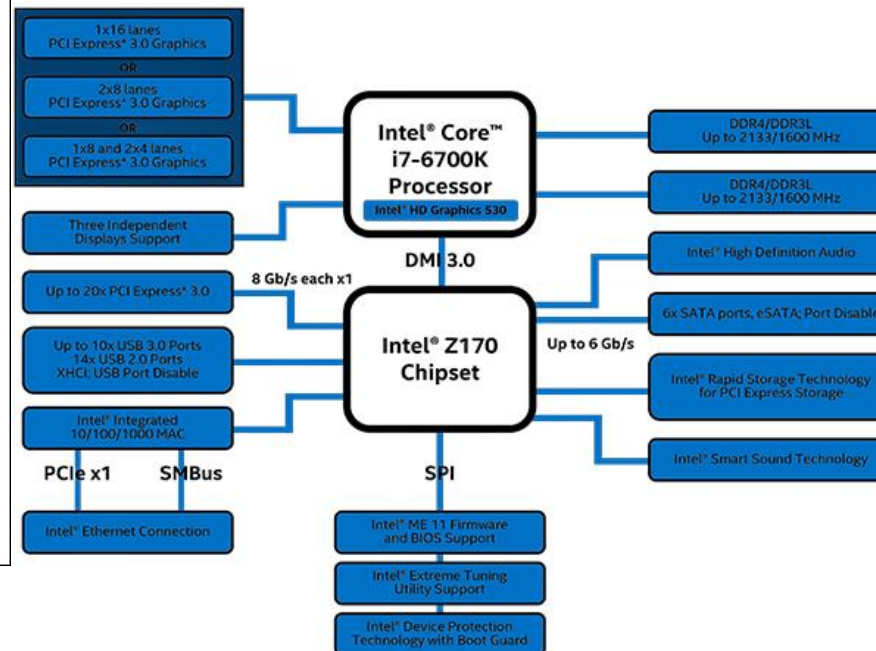 1x16 lanes
PCI Express* 3.0 Graphics
OR
2x8 lanes
PCI Express* 3.0 Graphics
OR
1x8 and 2x4 lanes
PCI Express* 3.0 Graphics
Three Independent
Displays Support
Intel® Core™
i7-6700K
Processor
Intel® HD Graphics 530
DDR4/DDR3L
Up to 2133/1600 MHz
DDR4/DDR3L
Up to 2133/1600 MHz
DMI 3.0
Up to 20x PCI Express* 3.0
8 Gb/s each x1
Up to 10x USB 3.0 Ports
14x USB 2.0 Ports
XHCI; USB Port Disable
Intel® Integrated
10/100/1000 MAC
PCIe x1
SMBus
Intel® Ethernet Connection
Intel® Z170
Chipset
Intel® High Definition Audio
6x SATA ports, eSATA; Port Disable
Up to 6 Gb/s
Intel® Rapid Storage Technology
for PCI Express Storage
Intel® Smart Sound Technology
SPI
Intel® ME 11 Firmware
and BIOS Support
Intel® Extreme Tuning
Utility Support
Intel® Device Protection
Technology with Boot Guard